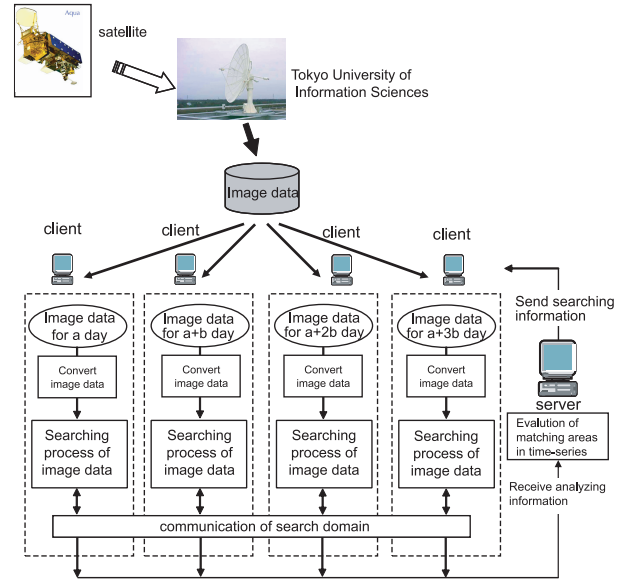 Aqua
satellite
Tokyo University of
Information Sciences
Image data
client
client
client
client
Image data
for a day
Image data
for a+b day
Image data
for a+2b day
Image data
for a+3b day
Convert
image data
Convert
image data
Convert
image data
Convert
image data
Searching
process of
image data
Searching
process of
image data
Searching
process of
image data
Searching
process of
image data
communication of search domain
Send searching
information
server
Evalution of
matching areas
in time-series
Receive analyzing
information